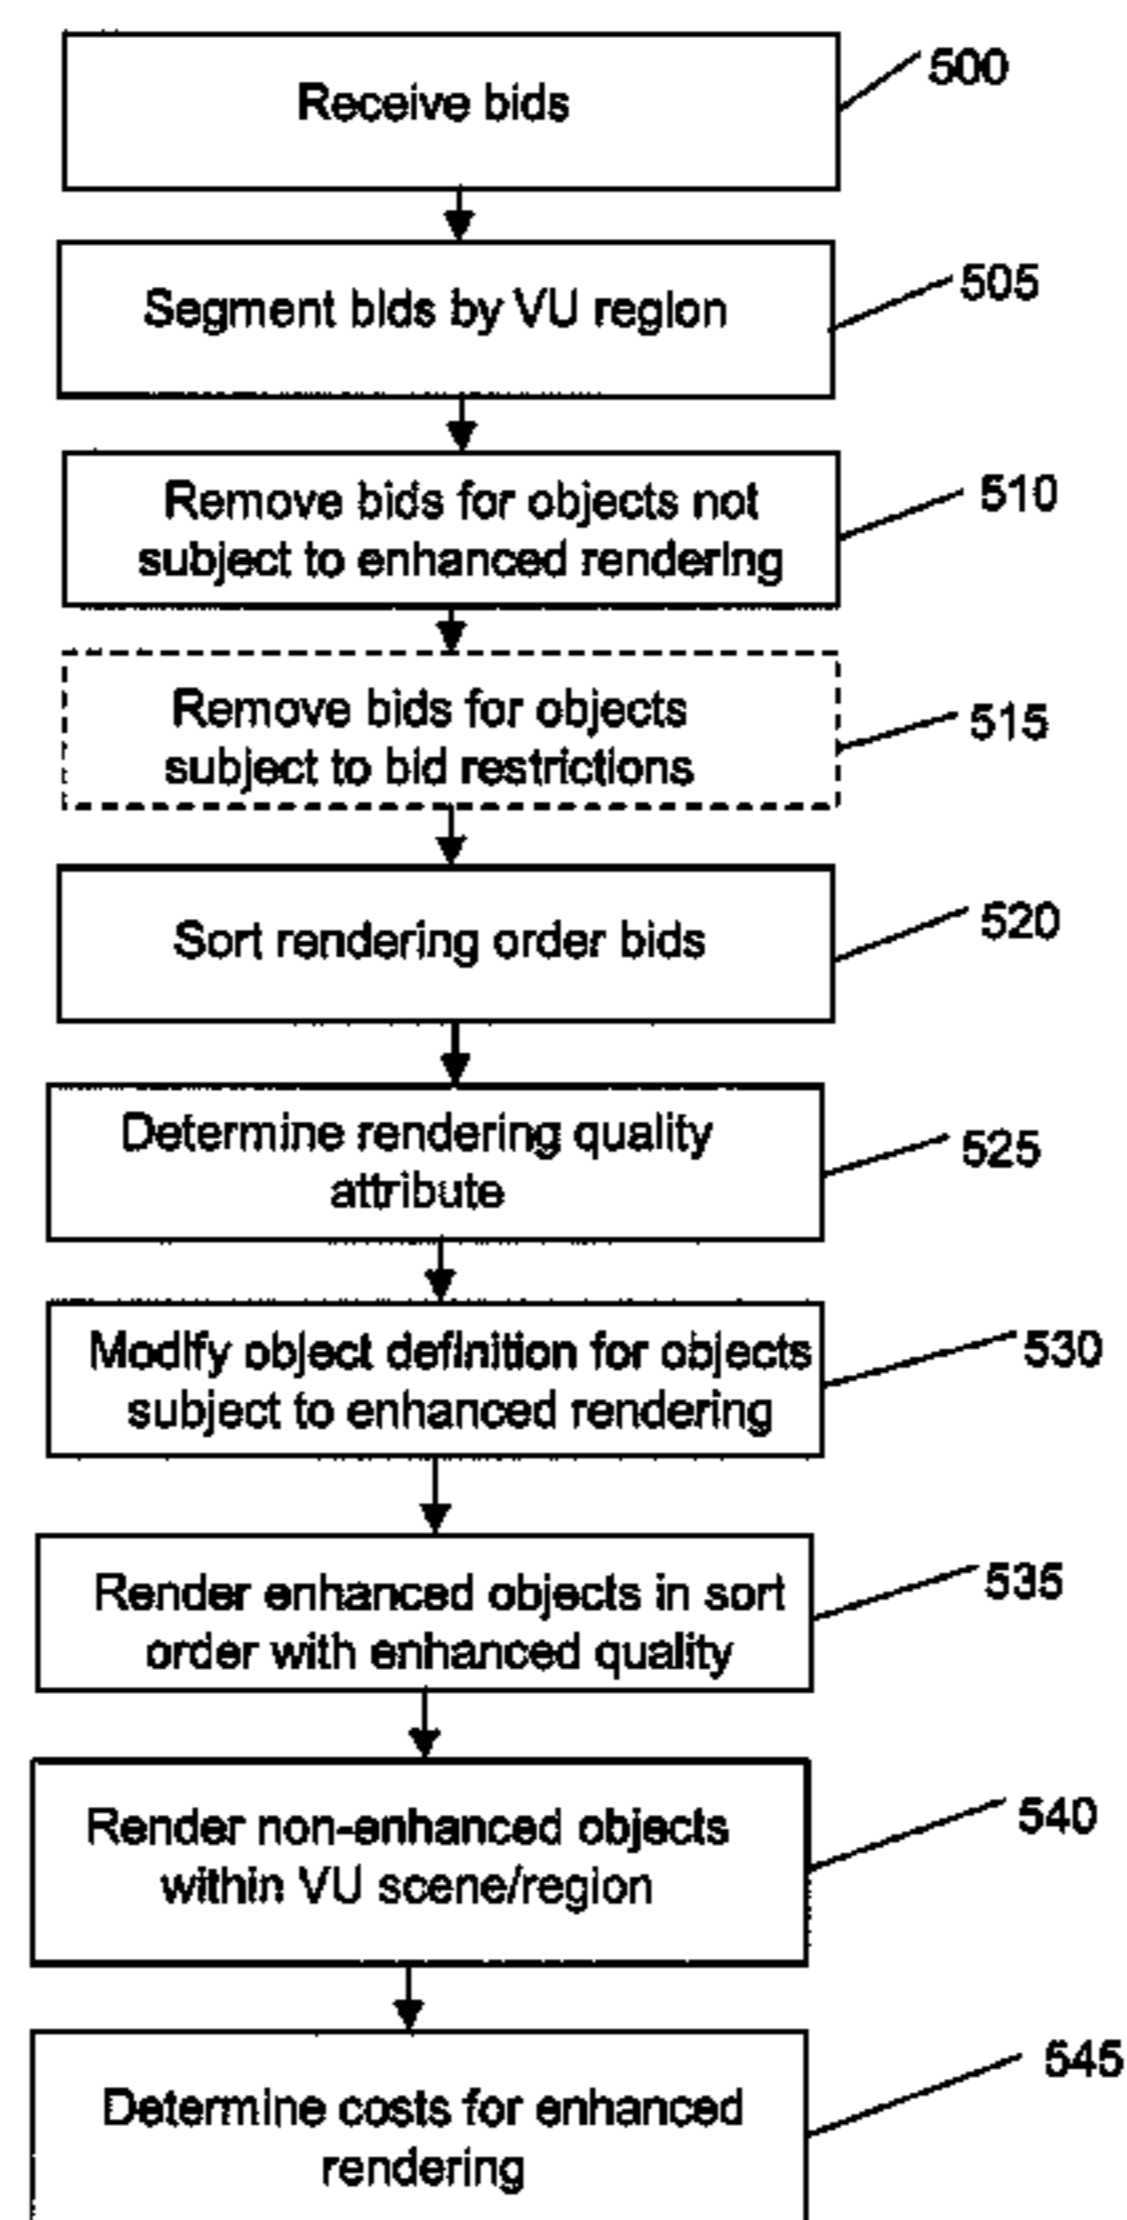 Receive bids
500
Segment bids by VU region
505
Remove bids for objects not
subject to enhanced rendering
510
Remove bids for objects
subject to bid restrictions
515
Sort rendering order bids
520
Determine rendering quality
attribute
525
Modify object definition for objects
subject to enhanced rendering
530
Render enhanced objects in sort
order with enhanced quality
535
Render non-enhanced objects
within VU scene/region
540
Determine costs for enhanced
rendering
545